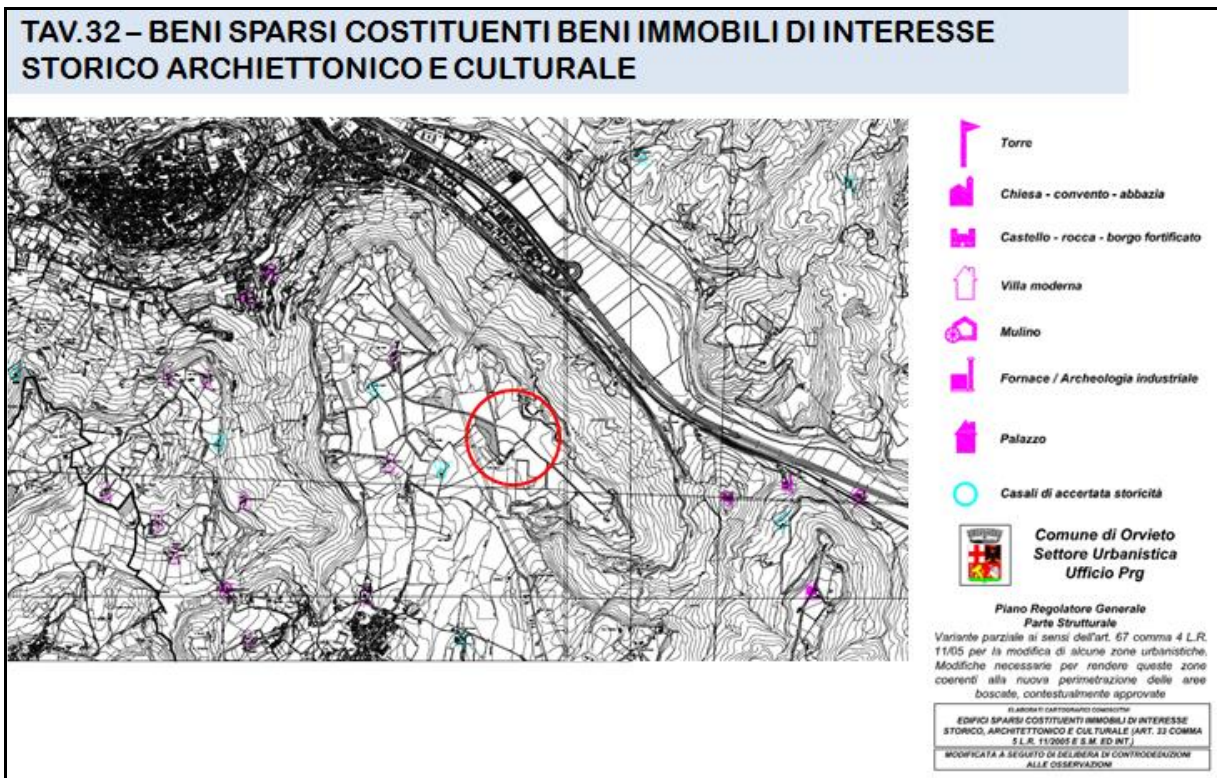 TAV.32 – BENI SPARSI COSTITUENTI BENI IMMOBILI DI INTERESSE
STORICO ARCHIETTONICO E CULTURALE
Torre
Chiesa - convento - abbazia
Castello - rocca - borgo fortificato
Villa moderna
Mulino
Fornace / Archeologia industriale
Palazzo
Casali di accertata storicità
Comune di Orvieto
Settore Urbanistica
Ufficio Prg
Piano Regolatore Generale
Parte Strutturale
Variante parziale ai sensi dell'art. 67 comma 4 L.R.
11/05 per la modifica di alcune zone urbanistiche.
Modifiche necessarie per rendere queste zone
coerenti alla nuova perimetrazione delle aree
boscate, contestualmente approvate
ELABORATI CARTOGRAFICI CONOSCITIVI
EDIFICI SPARSI COSTITUENTI IMMOBILI DI INTERESSE
STORICO, ARCHITETTONICO E CULTURALE (ART. 33 COMMA
5 L.R. 11/2005 E S.M. ED INT.)
MODIFICATA A SEGUITO DI DELIBERA DI CONTRODEDUZIONI
ALLE OSSERVAZIONI